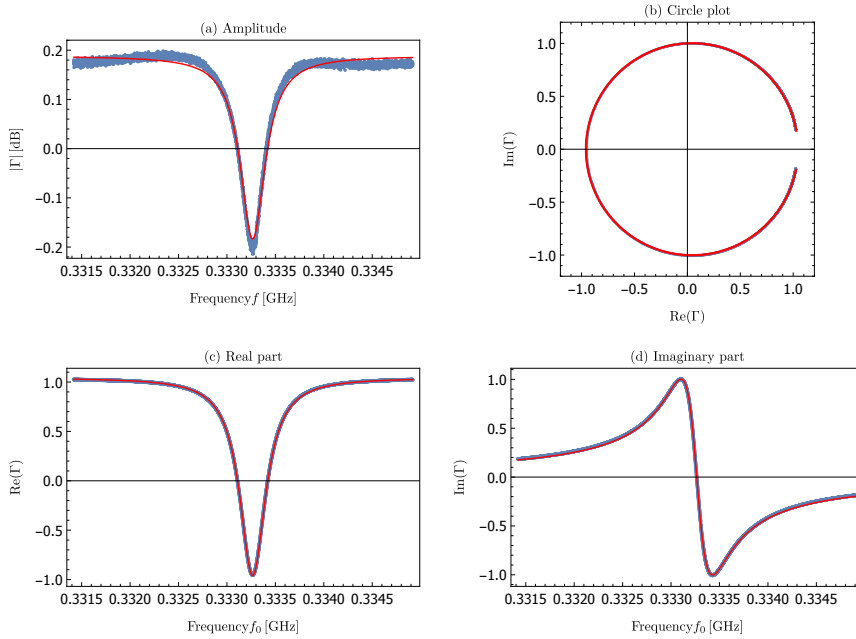 (a) Amplitude
0.2
0.1
0.0
−0.1
−0.2
|Γ| [dB]
0.3315 0.3320 0.3325 0.3330 0.3335 0.3340 0.3345
Frequencyf [GHz]
(b) Circle plot
1.0
0.5
0.0
−0.5
−1.0
Im(Γ)
−1.0 −0.5 0.0 0.5 1.0
Re(Γ)
(c) Real part
1.0
0.5
0.0
−0.5
−1.0
Re(Γ)
0.3315 0.3320 0.3325 0.3330 0.3335 0.3340 0.3345
Frequencyf₀ [GHz]
(d) Imaginary part
1.0
0.5
0.0
−0.5
−1.0
Im(Γ)
0.3315 0.3320 0.3325 0.3330 0.3335 0.3340 0.3345
Frequencyf₀ [GHz]